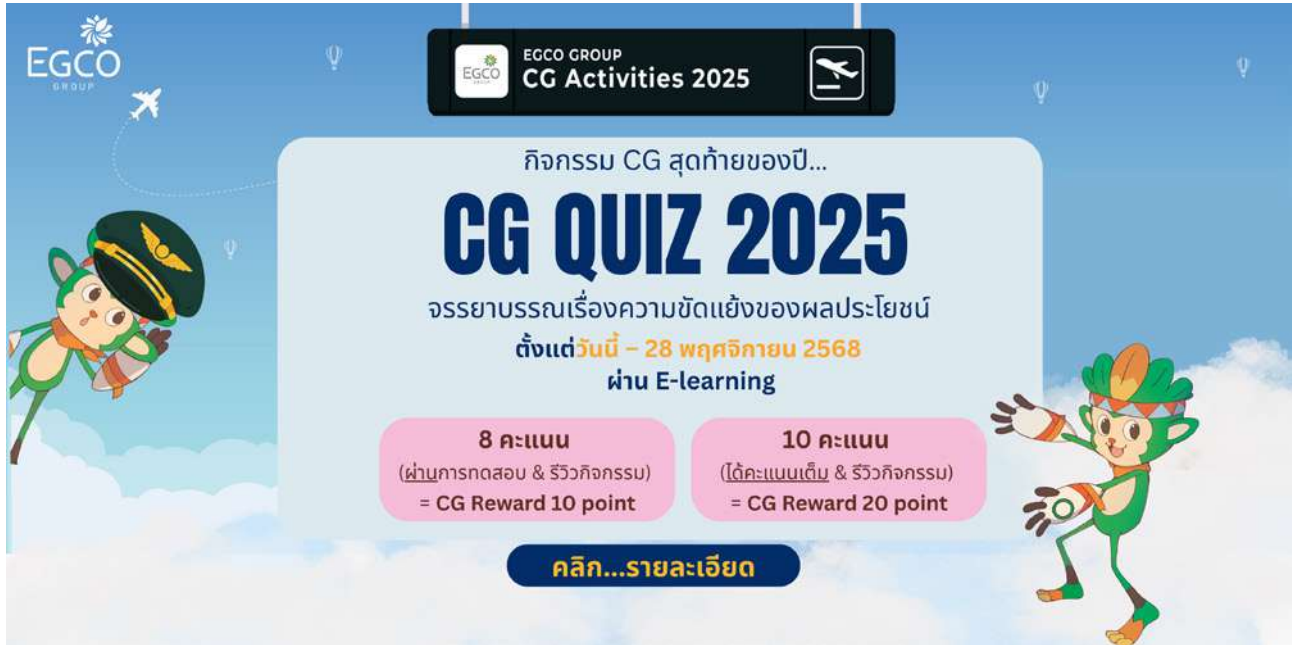 EGCO
GROUP
EGCO
GROUP
EGCO GROUP
CG Activities 2025
กิจกรรม CG สุดท้ายของปี...
CG QUIZ 2025
จรรยาบรรณเรื่องความขัดแย้งของผลประโยชน์
ตั้งแต่วันนี้ – 28 พฤศจิกายน 2568
ผ่าน E-learning
8 คะแนน
(ผ่านการทดสอบ & รีวิวกิจกรรม)
= CG Reward 10 point
10 คะแนน
(ได้คะแนนเต็ม & รีวิวกิจกรรม)
= CG Reward 20 point
คลิก...รายละเอียด